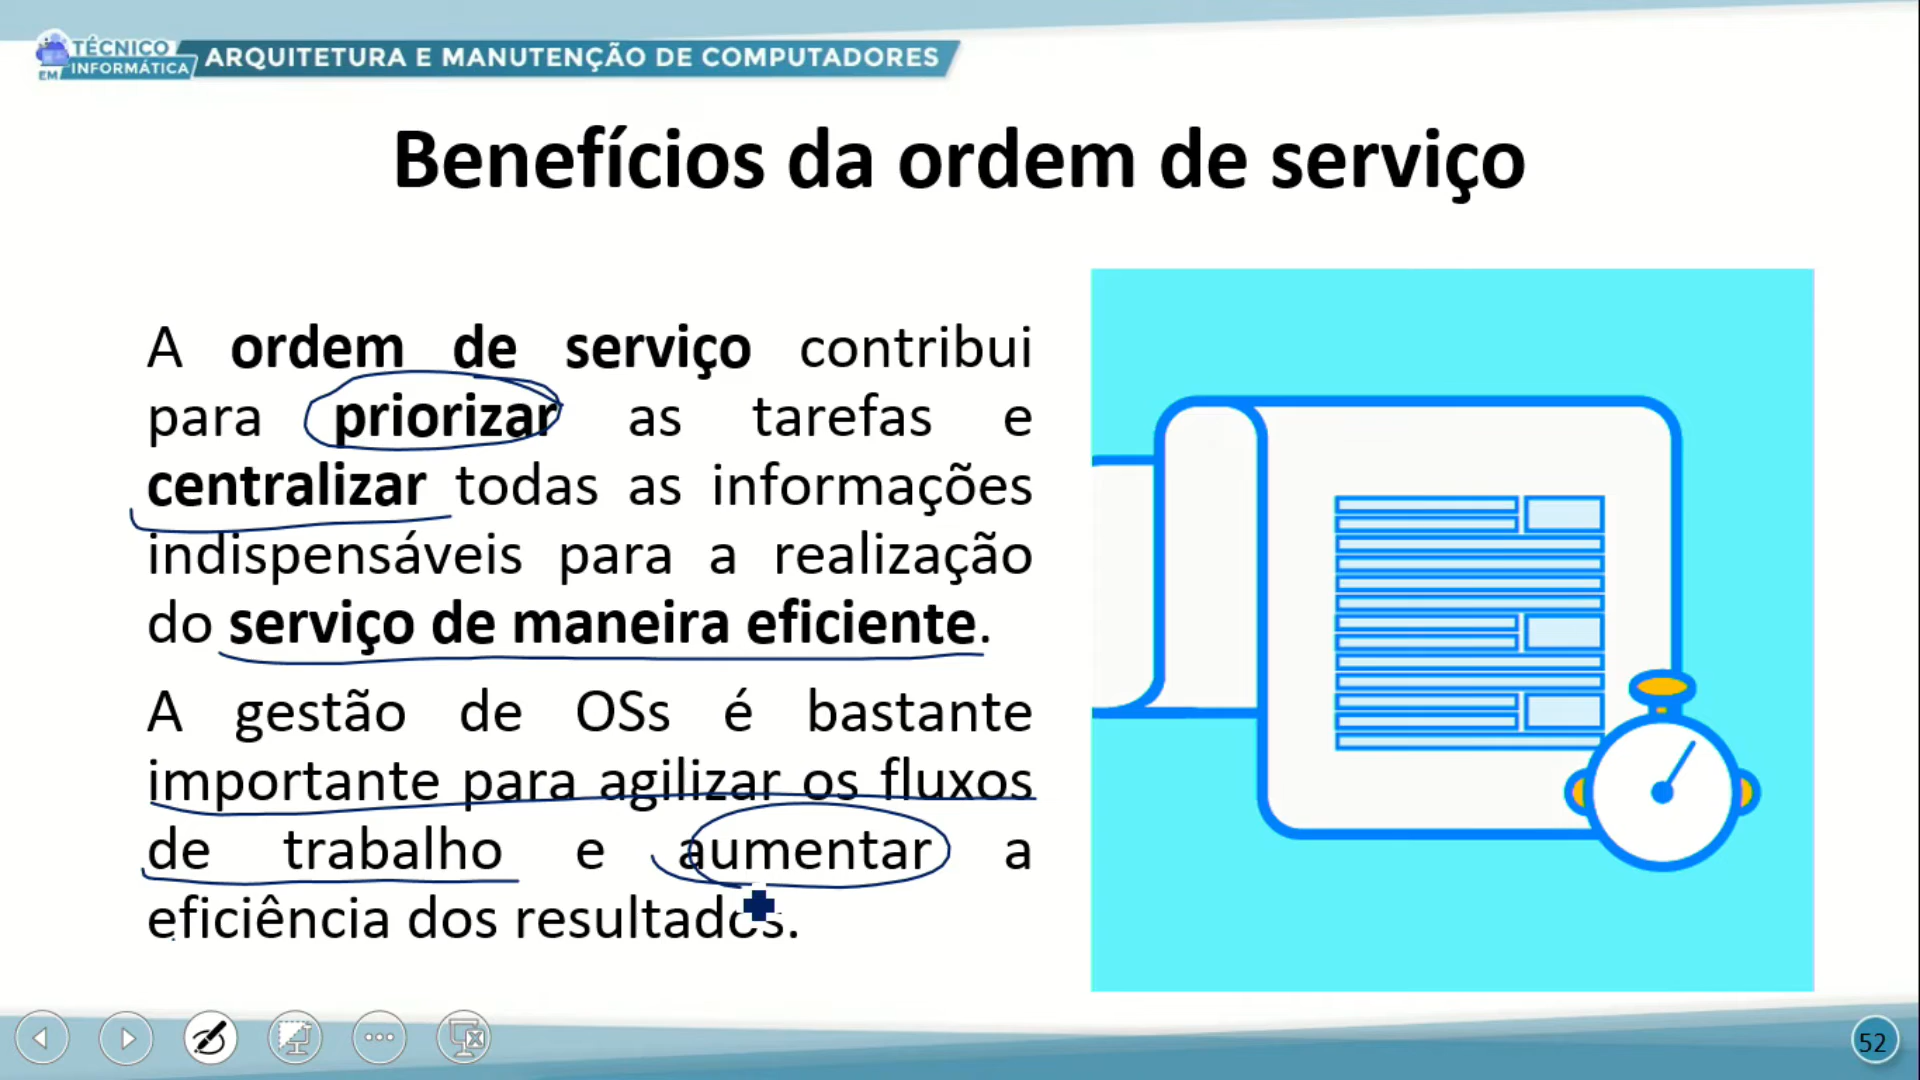 TÉCNICO
EM INFORMÁTICA
ARQUITETURA E MANUTENÇÃO DE COMPUTADORES
Benefícios da ordem de serviço
A ordem de serviço contribui
para priorizar as tarefas e
centralizar todas as informações
indispensáveis para a realização
do serviço de maneira eficiente.
A gestão de OSs é bastante
importante para agilizar os fluxos
de trabalho e aumentar a
eficiência dos resultados.
52